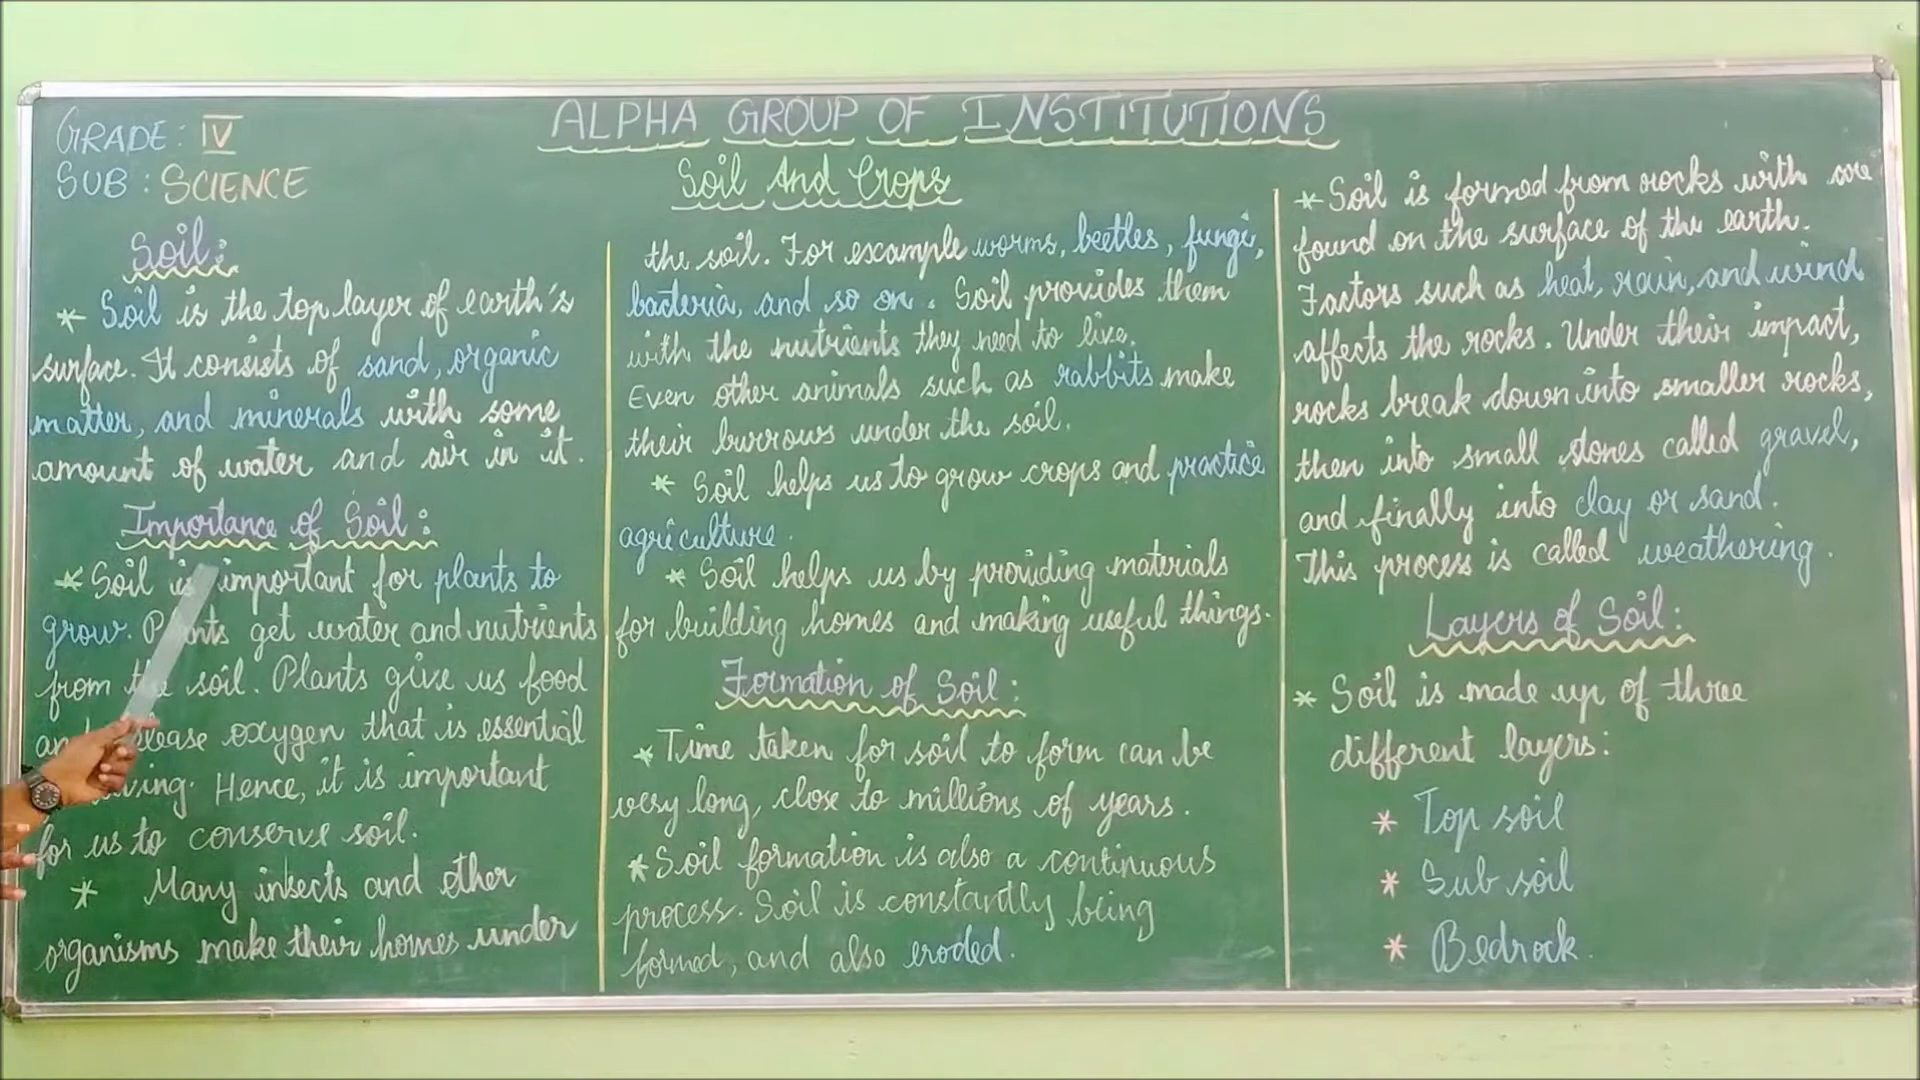 ALPHA GROUP OF INSTITUTIONS
GRADE : IV
SUB : SCIENCE
Soil And Crops
Soil :
* Soil is the top layer of earth's
surface. It consists of sand, organic
matter, and minerals with some
amount of water and air in it.
Importance of Soil :
* Soil is important for plants to
grow. Plants get water and nutrients
from the soil. Plants give us food
oxygen that is essential
Hence, it is important
for us to conserve soil.
* Many insects and other
organisms make their homes under
the soil. For example worms, beetles, fungi,
bacteria, and so on. Soil provides them
with the nutrients they need to live.
Even other animals such as rabbits make
their burrows under the soil.
* Soil helps us to grow crops and practice
agriculture.
* Soil helps us by providing materials
for building homes and making useful things.
Formation of Soil :
* Time taken for soil to form can be
very long, close to millions of years.
* Soil formation is also a continuous
process. Soil is constantly being
formed, and also eroded.
* Soil is formed from rocks with are
found on the surface of the earth.
Factors such as heat, rain, and wind
affects the rocks. Under their impact,
rocks break down into smaller rocks,
then into small stones called gravel,
and finally into clay or sand.
This process is called weathering.
Layers of Soil :
* Soil is made up of three
different layers :
* Top soil
* Sub soil
* Bedrock.